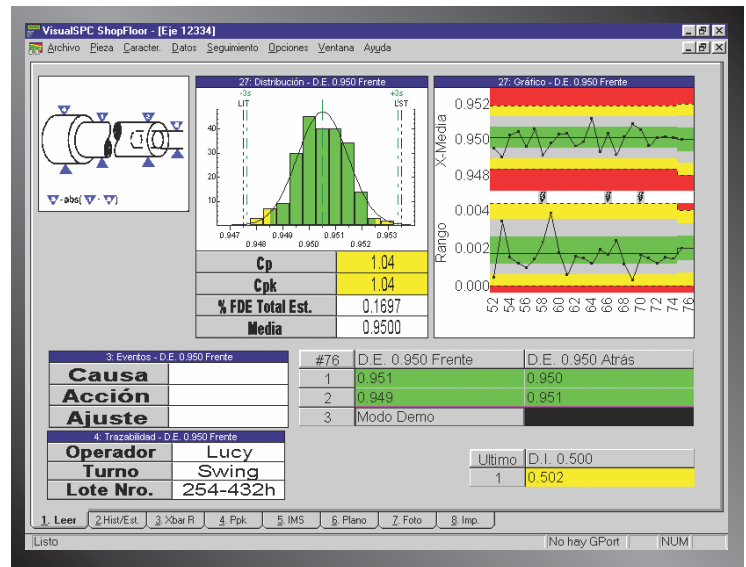 VisualSPC ShopFloor - [Eje 12334]
Archivo Pieza Caracter. Datos Seguimiento Opciones Ventana Ayuda
27: Distribución - D.E. 0.950 Frente
-3s +3s
LIT LST
40
30
20
10
0.947 0.949 0.951 0.953
0.948 0.950 0.952
Cp 1.04
Cpk 1.04
% FDE Total Est. 0.1697
Media 0.9500
27: Gráfico - D.E. 0.950 Frente
X-Media
0.952
0.950
0.948
Rango
0.004
0.002
0.000
52 54 56 58 60 62 64 66 68 70 72 74 76
-abs( - )
3: Eventos - D.E. 0.950 Frente
Causa
Acción
Ajuste
4: Trazabilidad - D.E. 0.950 Frente
Operador Lucy
Turno Swing
Lote Nro. 254-432h
#76 D.E. 0.950 Frente D.E. 0.950 Atrás
1 0.951 0.950
2 0.949 0.951
3 Modo Demo
Ultimo D.I. 0.500
1 0.502
1. Leer 2.Hist/Est. 3.Xbar R 4. Ppk 5. IMS 6. Plano 7. Foto 8. Imp.
Listo No hay GPort NUM